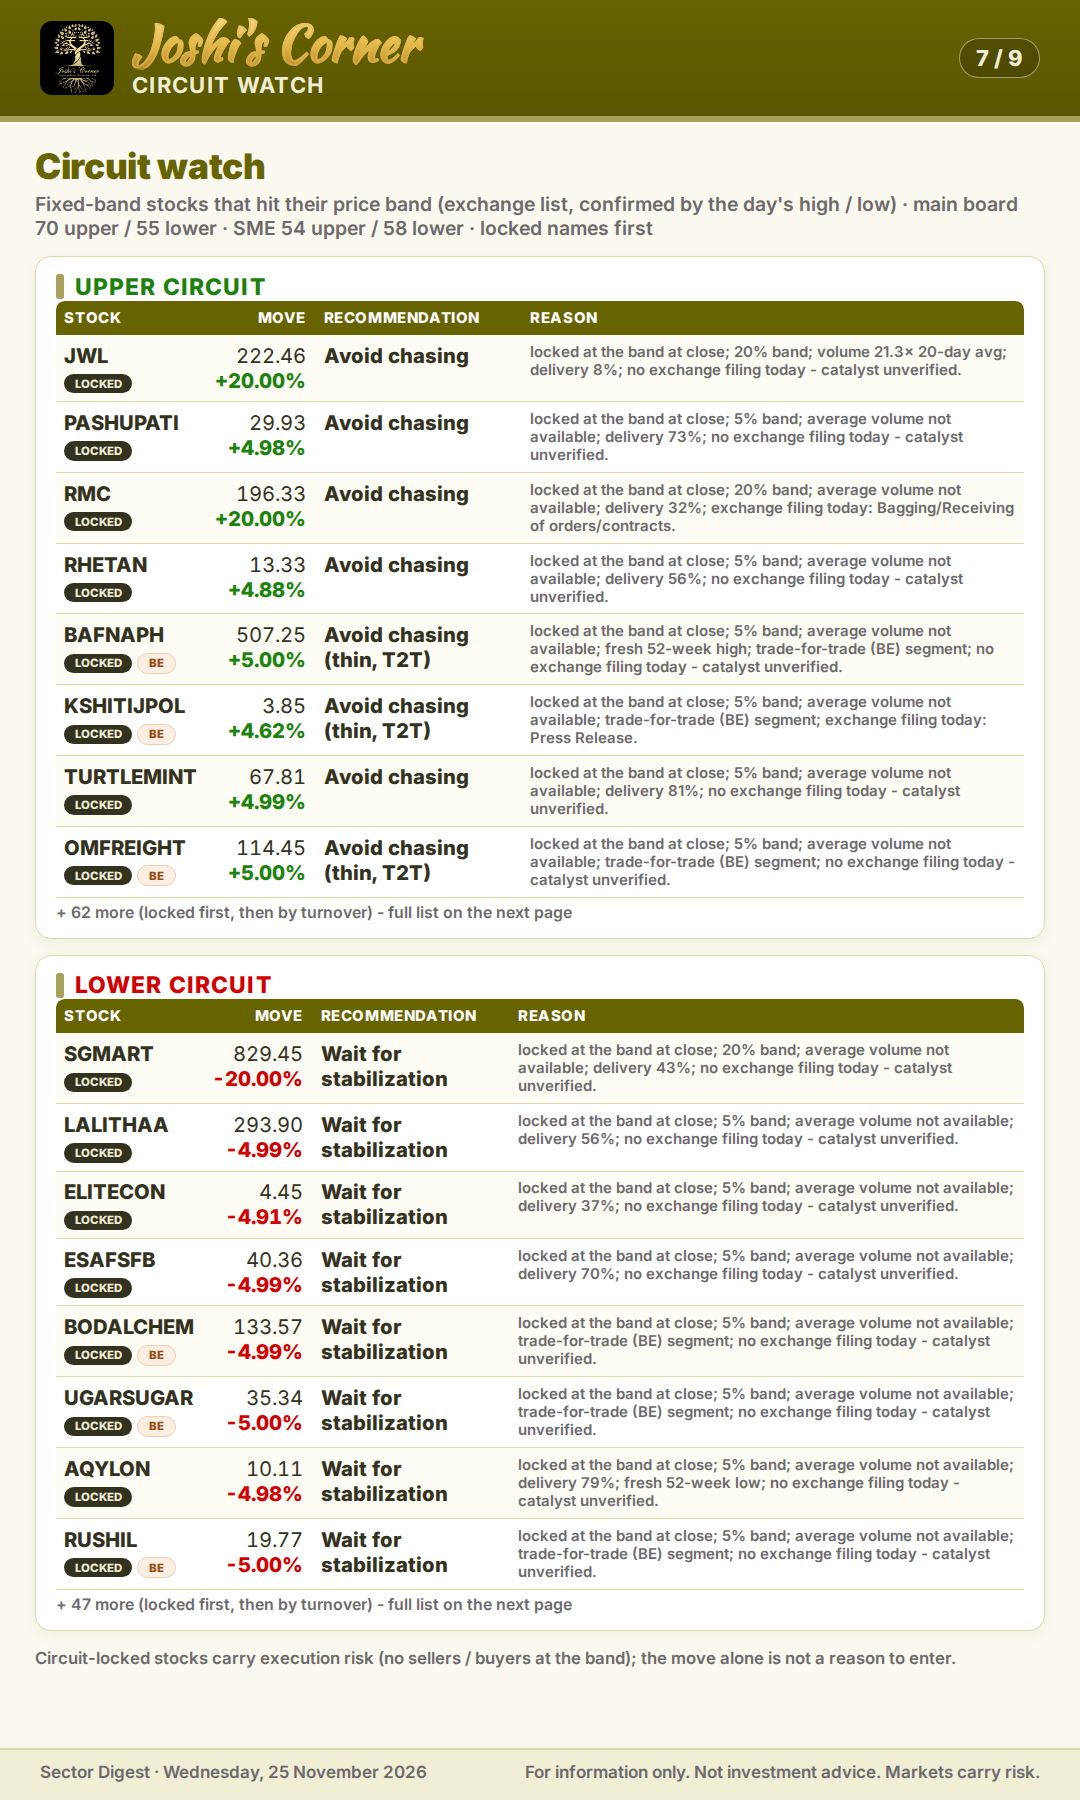 Joshi's Corner
Joshi's Corner
CIRCUIT WATCH
7 / 9
Circuit watch
Fixed-band stocks that hit their price band (exchange list, confirmed by the day's high / low) · main board
70 upper / 55 lower · SME 54 upper / 58 lower · locked names first
UPPER CIRCUIT
STOCK MOVE RECOMMENDATION REASON
JWL 222.46 Avoid chasing locked at the band at close; 20% band; volume 21.3× 20-day avg;
LOCKED +20.00% delivery 8%; no exchange filing today - catalyst unverified.
PASHUPATI 29.93 Avoid chasing locked at the band at close; 5% band; average volume not
LOCKED +4.98% available; delivery 73%; no exchange filing today - catalyst
unverified.
RMC 196.33 Avoid chasing locked at the band at close; 20% band; average volume not
LOCKED +20.00% available; delivery 32%; exchange filing today: Bagging/Receiving
of orders/contracts.
RHETAN 13.33 Avoid chasing locked at the band at close; 5% band; average volume not
LOCKED +4.88% available; delivery 56%; no exchange filing today - catalyst
unverified.
BAFNAPH 507.25 Avoid chasing locked at the band at close; 5% band; average volume not
LOCKED BE +5.00% (thin, T2T) available; fresh 52-week high; trade-for-trade (BE) segment; no
exchange filing today - catalyst unverified.
KSHITIJPOL 3.85 Avoid chasing locked at the band at close; 5% band; average volume not
LOCKED BE +4.62% (thin, T2T) available; trade-for-trade (BE) segment; exchange filing today:
Press Release.
TURTLEMINT 67.81 Avoid chasing locked at the band at close; 5% band; average volume not
LOCKED +4.99% available; delivery 81%; no exchange filing today - catalyst
unverified.
OMFREIGHT 114.45 Avoid chasing locked at the band at close; 5% band; average volume not
LOCKED BE +5.00% (thin, T2T) available; trade-for-trade (BE) segment; no exchange filing today -
catalyst unverified.
+ 62 more (locked first, then by turnover) - full list on the next page
LOWER CIRCUIT
STOCK MOVE RECOMMENDATION REASON
SGMART 829.45 Wait for locked at the band at close; 20% band; average volume not
LOCKED -20.00% stabilization available; delivery 43%; no exchange filing today - catalyst
unverified.
LALITHAA 293.90 Wait for locked at the band at close; 5% band; average volume not available;
LOCKED -4.99% stabilization delivery 56%; no exchange filing today - catalyst unverified.
ELITECON 4.45 Wait for locked at the band at close; 5% band; average volume not available;
LOCKED -4.91% stabilization delivery 37%; no exchange filing today - catalyst unverified.
ESAFSFB 40.36 Wait for locked at the band at close; 5% band; average volume not available;
LOCKED -4.99% stabilization delivery 70%; no exchange filing today - catalyst unverified.
BODALCHEM 133.57 Wait for locked at the band at close; 5% band; average volume not available;
LOCKED BE -4.99% stabilization trade-for-trade (BE) segment; no exchange filing today - catalyst
unverified.
UGARSUGAR 35.34 Wait for locked at the band at close; 5% band; average volume not available;
LOCKED BE -5.00% stabilization trade-for-trade (BE) segment; no exchange filing today - catalyst
unverified.
AQYLON 10.11 Wait for locked at the band at close; 5% band; average volume not available;
LOCKED -4.98% stabilization delivery 79%; fresh 52-week low; no exchange filing today -
catalyst unverified.
RUSHIL 19.77 Wait for locked at the band at close; 5% band; average volume not available;
LOCKED BE -5.00% stabilization trade-for-trade (BE) segment; no exchange filing today - catalyst
unverified.
+ 47 more (locked first, then by turnover) - full list on the next page
Circuit-locked stocks carry execution risk (no sellers / buyers at the band); the move alone is not a reason to enter.
Sector Digest · Wednesday, 25 November 2026 For information only. Not investment advice. Markets carry risk.